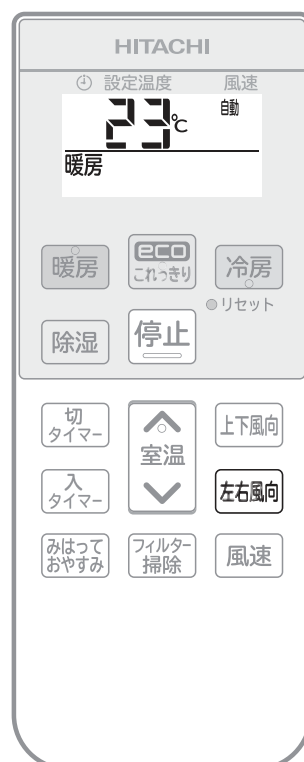 HITACHI
設定温度 風速
23℃ 自動
暖房
暖房 eco これっきり 冷房
リセット
除湿 停止
切タイマー 室温 上下風向
入タイマー 左右風向
みはっておやすみ フィルター掃除 風速